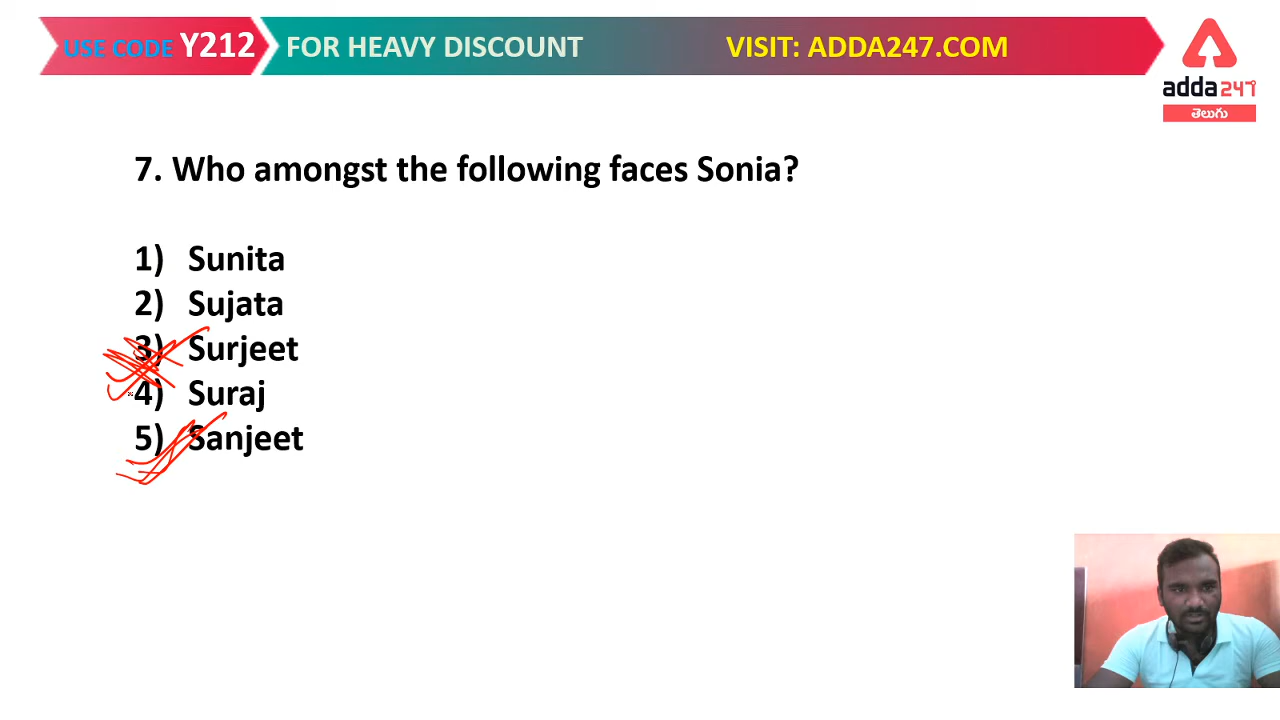 USE CODE Y212 FOR HEAVY DISCOUNT VISIT: ADDA247.COM
adda247
తెలుగు
7. Who amongst the following faces Sonia?
1) Sunita
2) Sujata
3) Surjeet
4) Suraj
5) Sanjeet